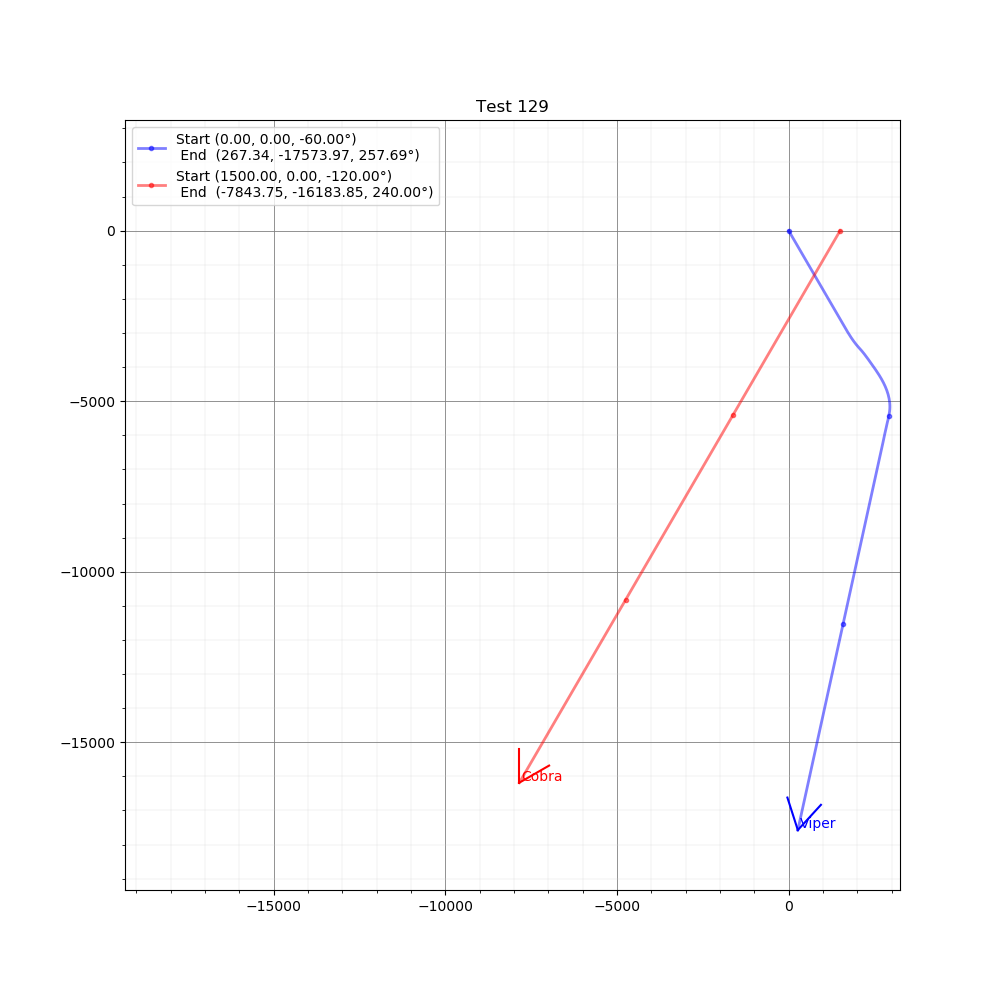 Test 129
Start (0.00, 0.00, -60.00°)
End  (267.34, -17573.97, 257.69°)
Start (1500.00, 0.00, -120.00°)
End  (-7843.75, -16183.85, 240.00°)
0
−5000
−10000
−15000
Cobra
Viper
−15000
−10000
−5000
0